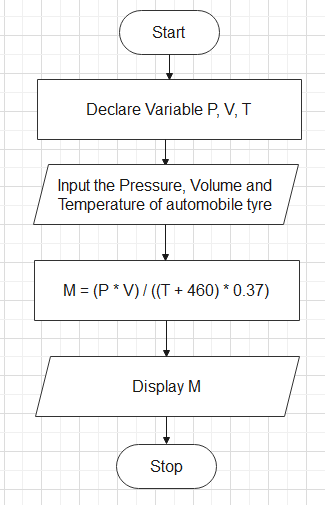 Start
Declare Variable P, V, T
Input the Pressure, Volume and
Temperature of automobile tyre
M = (P * V) / ((T + 460) * 0.37)
Display M
Stop